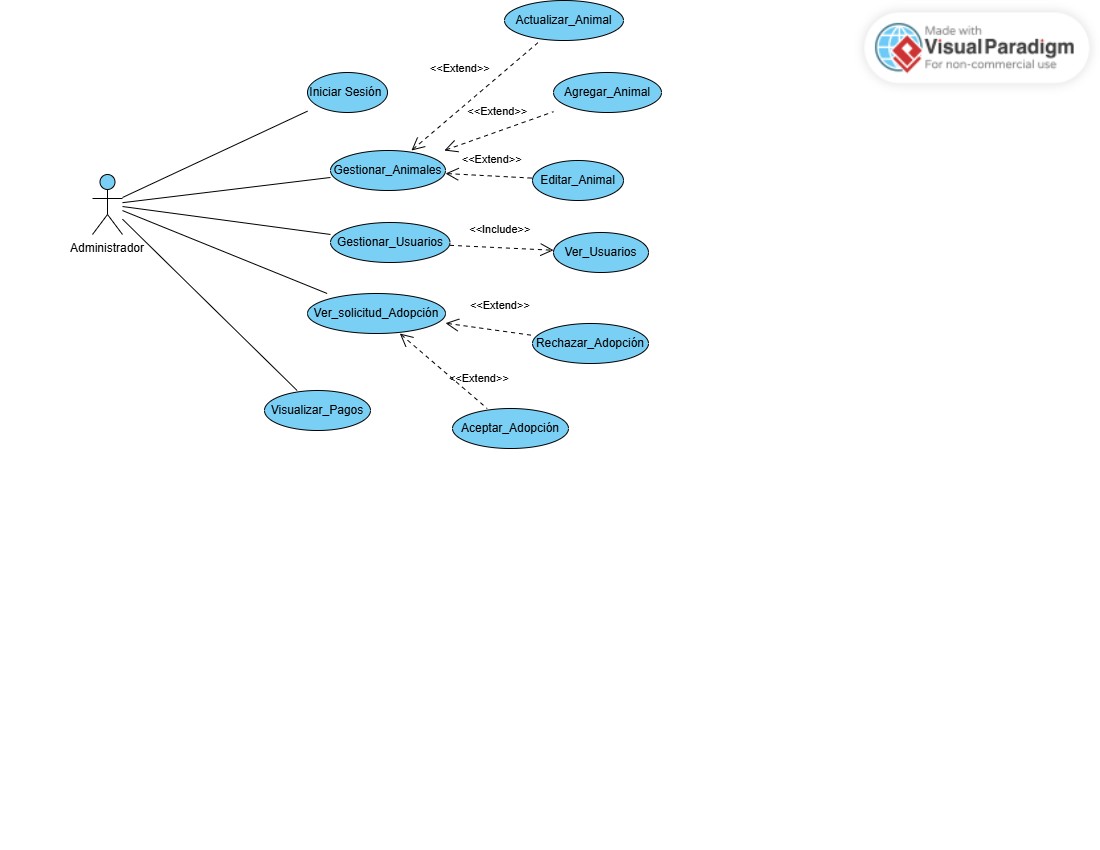 Actualizar_Animal
Made with
Visual Paradigm
For non-commercial use
<<Extend>>
Iniciar Sesión
Agregar_Animal
<<Extend>>
<<Extend>>
Gestionar_Animales
Editar_Animal
Administrador
<<Include>>
Gestionar_Usuarios
Ver_Usuarios
<<Extend>>
Ver_solicitud_Adopción
Rechazar_Adopción
<<Extend>>
Visualizar_Pagos
Aceptar_Adopción